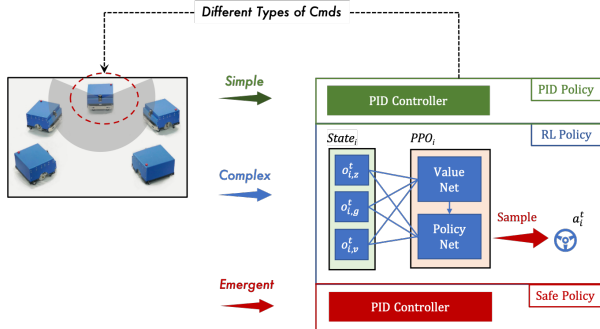 Different Types of Cmds
Simple
PID Policy
PID Controller
RL Policy
State_i
PPO_i
Complex
o^t_{i,z}
o^t_{i,g}
o^t_{i,v}
Value
Net
Policy
Net
Sample
a^t_i
Emergent
PID Controller
Safe Policy